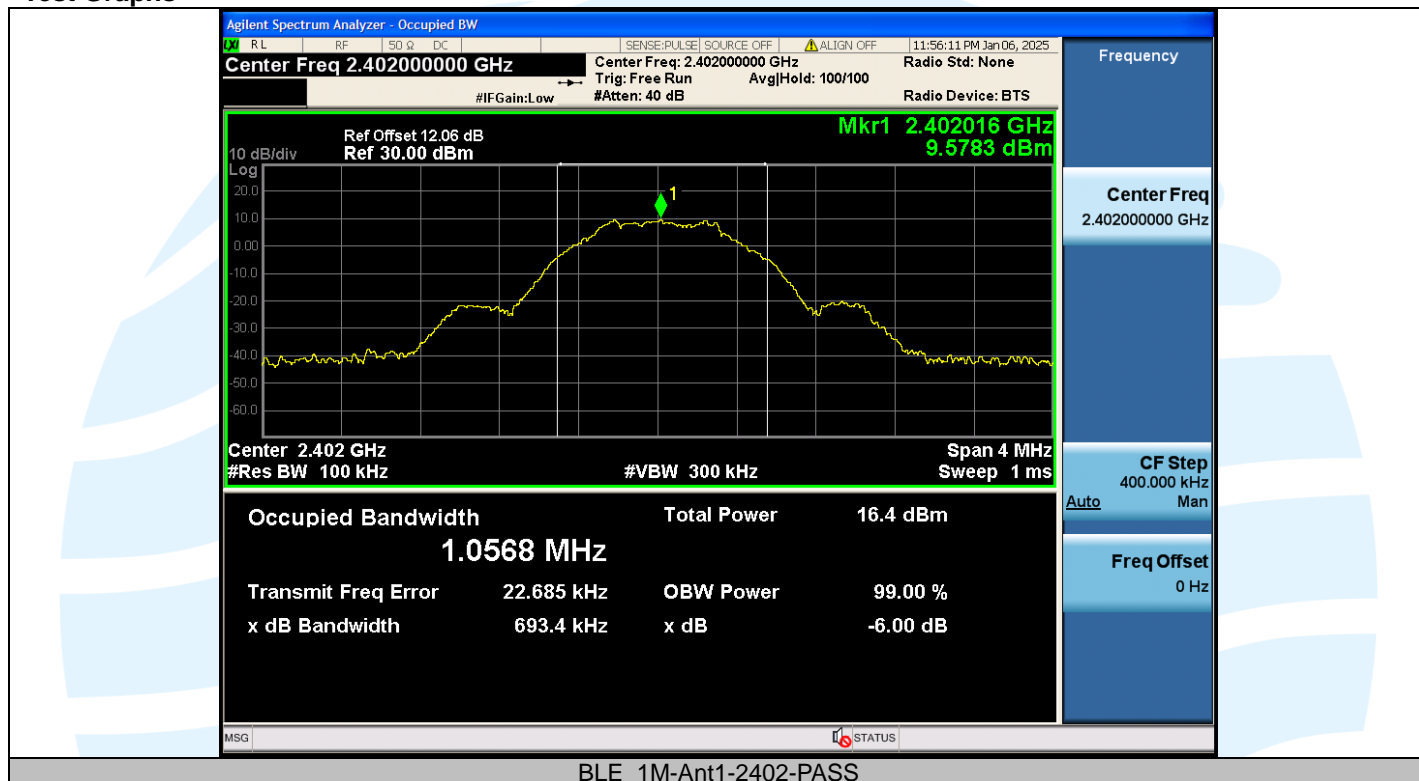 Agilent Spectrum Analyzer - Occupied BW
LXI RL RF 50 Ω DC SENSE:PULSE SOURCE OFF ALIGN OFF 11:56:11 PM Jan 06, 2025
Center Freq 2.402000000 GHz
Center Freq: 2.402000000 GHz
Radio Std: None
Trig: Free Run
Avg|Hold: 100/100
#IFGain:Low
#Atten: 40 dB
Radio Device: BTS
Ref Offset 12.06 dB
Mkr1 2.402016 GHz
10 dB/div
Ref 30.00 dBm
9.5783 dBm
Log
20.0
1
10.0
0.00
-10.0
-20.0
-30.0
-40.0
-50.0
-60.0
Center 2.402 GHz
Span 4 MHz
#Res BW 100 kHz
#VBW 300 kHz
Sweep 1 ms
Occupied Bandwidth
Total Power
16.4 dBm
1.0568 MHz
Transmit Freq Error
22.685 kHz
OBW Power
99.00 %
x dB Bandwidth
693.4 kHz
x dB
-6.00 dB
Frequency
Center Freq
2.402000000 GHz
CF Step
400.000 kHz
Auto Man
Freq Offset
0 Hz
MSG
STATUS
BLE_1M-Ant1-2402-PASS